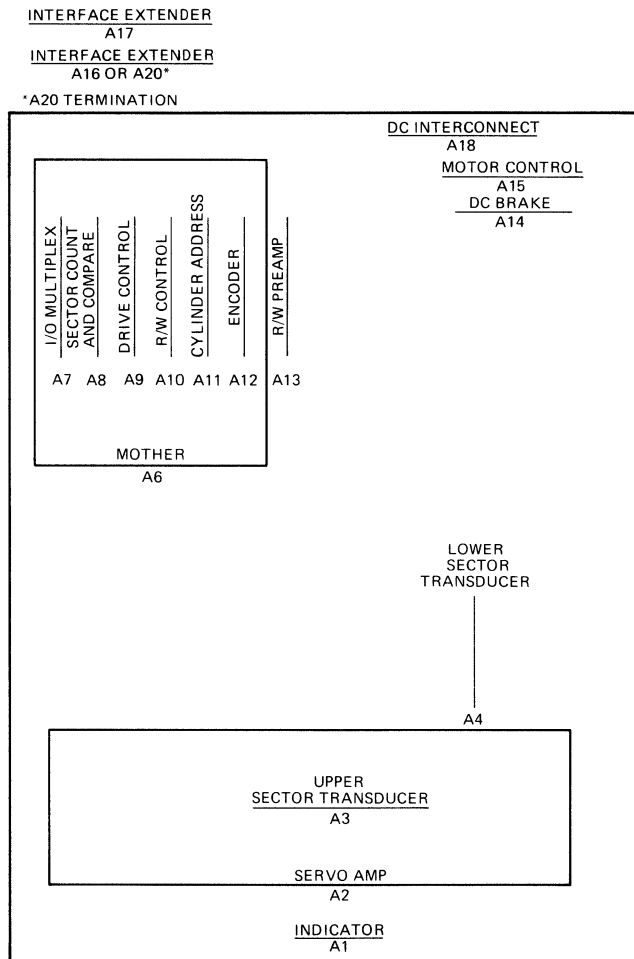 INTERFACE EXTENDER
A17
INTERFACE EXTENDER
A16 OR A20*
*A20 TERMINATION
DC INTERCONNECT
A18
MOTOR CONTROL
A15
DC BRAKE
A14
I/O MULTIPLEX
SECTOR COUNT
AND COMPARE
DRIVE CONTROL
R/W CONTROL
CYLINDER ADDRESS
ENCODER
R/W PREAMP
A7 A8 A9 A10 A11 A12 A13
MOTHER
A6
LOWER
SECTOR
TRANSDUCER
A4
UPPER
SECTOR TRANSDUCER
A3
SERVO AMP
A2
INDICATOR
A1